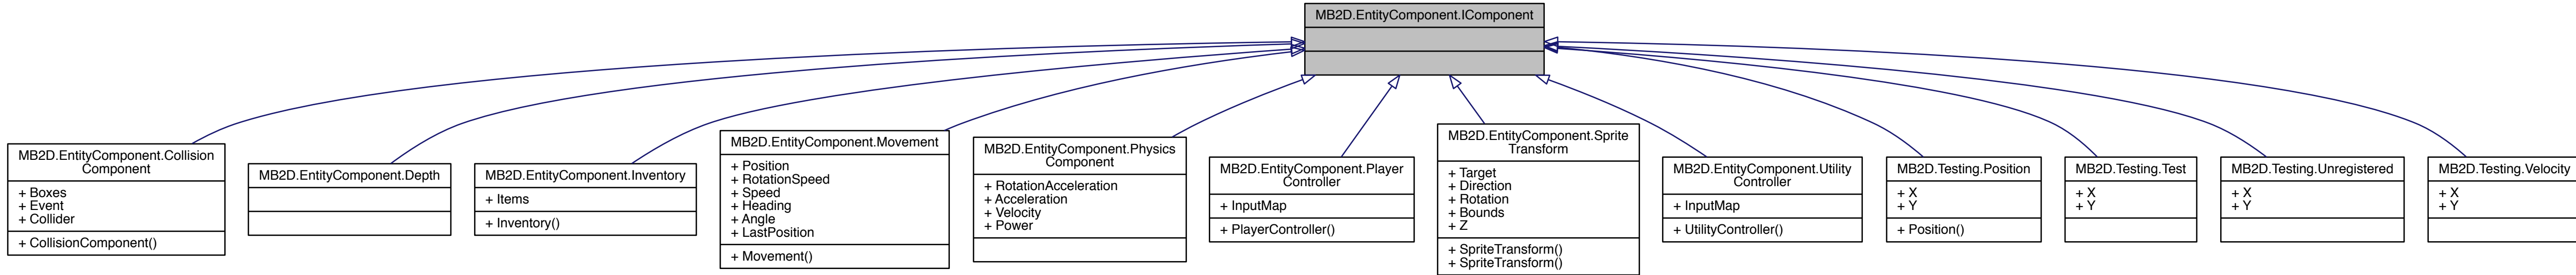 MB2D.EntityComponent.IComponent
MB2D.EntityComponent.Collision
Component
+ Boxes
+ Event
+ Collider
+ CollisionComponent()
MB2D.EntityComponent.Depth
MB2D.EntityComponent.Inventory
+ Items
+ Inventory()
MB2D.EntityComponent.Movement
+ Position
+ RotationSpeed
+ Speed
+ Heading
+ Angle
+ LastPosition
+ Movement()
MB2D.EntityComponent.Physics
Component
+ RotationAcceleration
+ Acceleration
+ Velocity
+ Power
MB2D.EntityComponent.Player
Controller
+ InputMap
+ PlayerController()
MB2D.EntityComponent.Sprite
Transform
+ Target
+ Direction
+ Rotation
+ Bounds
+ Z
+ SpriteTransform()
+ SpriteTransform()
MB2D.EntityComponent.Utility
Controller
+ InputMap
+ UtilityController()
MB2D.Testing.Position
+ X
+ Y
+ Position()
MB2D.Testing.Test
+ X
+ Y
MB2D.Testing.Unregistered
+ X
+ Y
MB2D.Testing.Velocity
+ X
+ Y